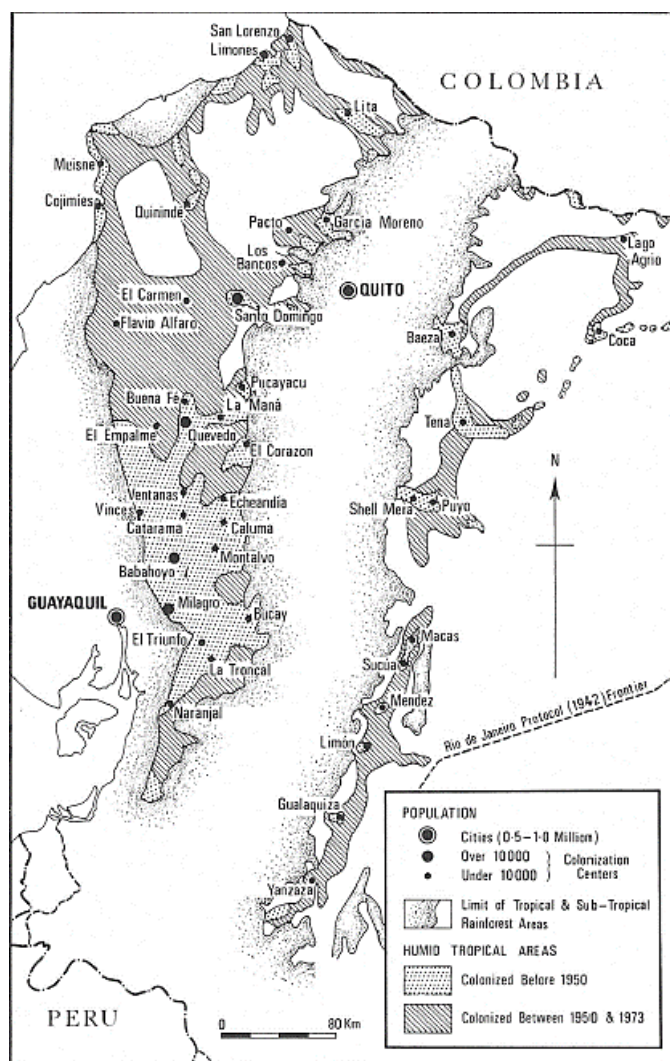 San Lorenzo
Limones
COLOMBIA
Lita
Muisne
Cojimies
Quininde
Pacto
Garcia Moreno
Los
Bancos
Lago
Agrio
QUITO
El Carmen
Santo Domingo
Flavio Alfaro
Baeza
Coca
Pucayacu
Buena Fé
La Maná
El Empalme
Quevedo
Tena
El Corazon
N
Ventanas
Echeandía
Shell Mera
Puyo
Vinces
Catarama
Caluma
Montalvo
Babahoyo
GUAYAQUIL
Milagro
Bucay
El Triunfo
Macas
La Troncal
Sucúa
Naranjal
Mendez
Rio de Janeiro Protocol (1942) Frontier
Limón
Gualaquiza
Yanzaza
POPULATION
Cities (0·5–1·0 Million)
Over 10000
Under 10000
Colonization
Centers
Limit of Tropical & Sub-Tropical
Rainforest Areas
HUMID TROPICAL AREAS
Colonized Before 1950
Colonized Between 1950 & 1973
PERU
0
80 Km